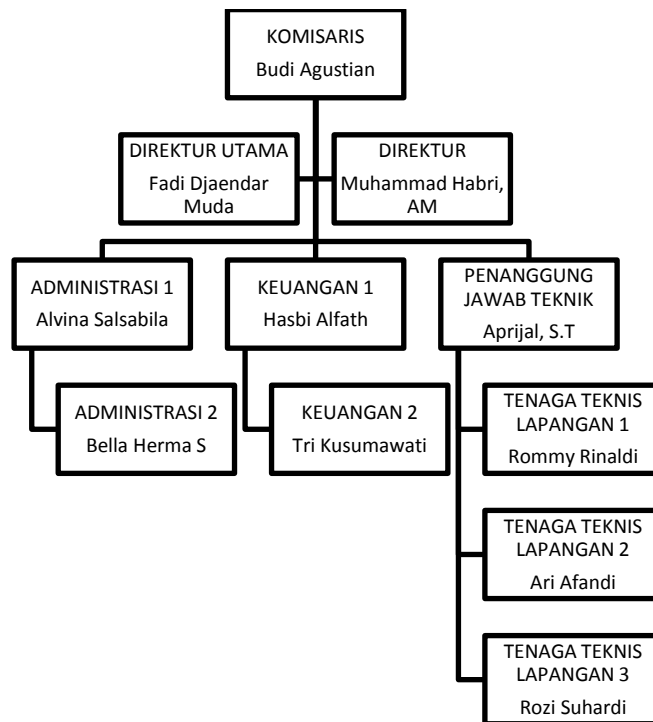 KOMISARIS
Budi Agustian
DIREKTUR UTAMA
Fadi Djaendar
Muda
DIREKTUR
Muhammad Habri,
AM
ADMINISTRASI 1
Alvina Salsabila
KEUANGAN 1
Hasbi Alfath
PENANGGUNG
JAWAB TEKNIK
Aprijal, S.T
ADMINISTRASI 2
Bella Herma S
KEUANGAN 2
Tri Kusumawati
TENAGA TEKNIS
LAPANGAN 1
Rommy Rinaldi
TENAGA TEKNIS
LAPANGAN 2
Ari Afandi
TENAGA TEKNIS
LAPANGAN 3
Rozi Suhardi